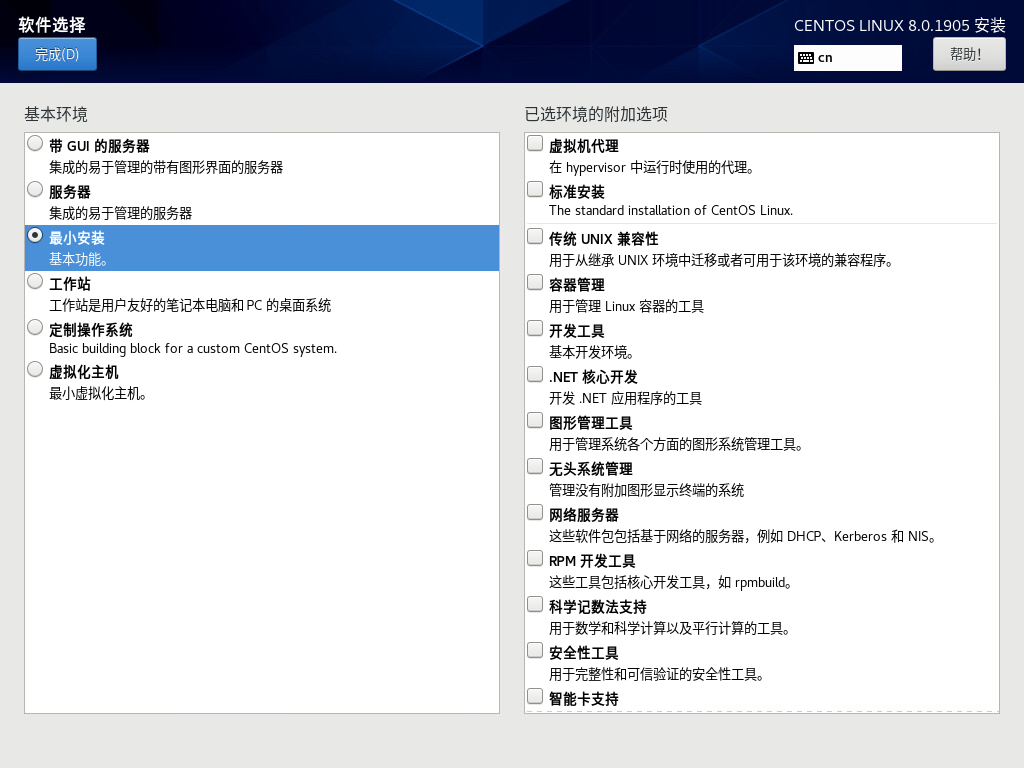 软件选择
完成(D)
CENTOS LINUX 8.0.1905 安装
cn
帮助！
基本环境
带 GUI 的服务器
集成的易于管理的带有图形界面的服务器
服务器
集成的易于管理的服务器
最小安装
基本功能。
工作站
工作站是用户友好的笔记本电脑和 PC 的桌面系统
定制操作系统
Basic building block for a custom CentOS system.
虚拟化主机
最小虚拟化主机。
已选环境的附加选项
虚拟机代理
在 hypervisor 中运行时使用的代理。
标准安装
The standard installation of CentOS Linux.
传统 UNIX 兼容性
用于从继承 UNIX 环境中迁移或者可用于该环境的兼容程序。
容器管理
用于管理 Linux 容器的工具
开发工具
基本开发环境。
.NET 核心开发
开发 .NET 应用程序的工具
图形管理工具
用于管理系统各个方面的图形系统管理工具。
无头系统管理
管理没有附加图形显示终端的系统
网络服务器
这些软件包包括基于网络的服务器，例如 DHCP、Kerberos 和 NIS。
RPM 开发工具
这些工具包括核心开发工具，如 rpmbuild。
科学记数法支持
用于数学和科学计算以及平行计算的工具。
安全性工具
用于完整性和可信验证的安全性工具。
智能卡支持